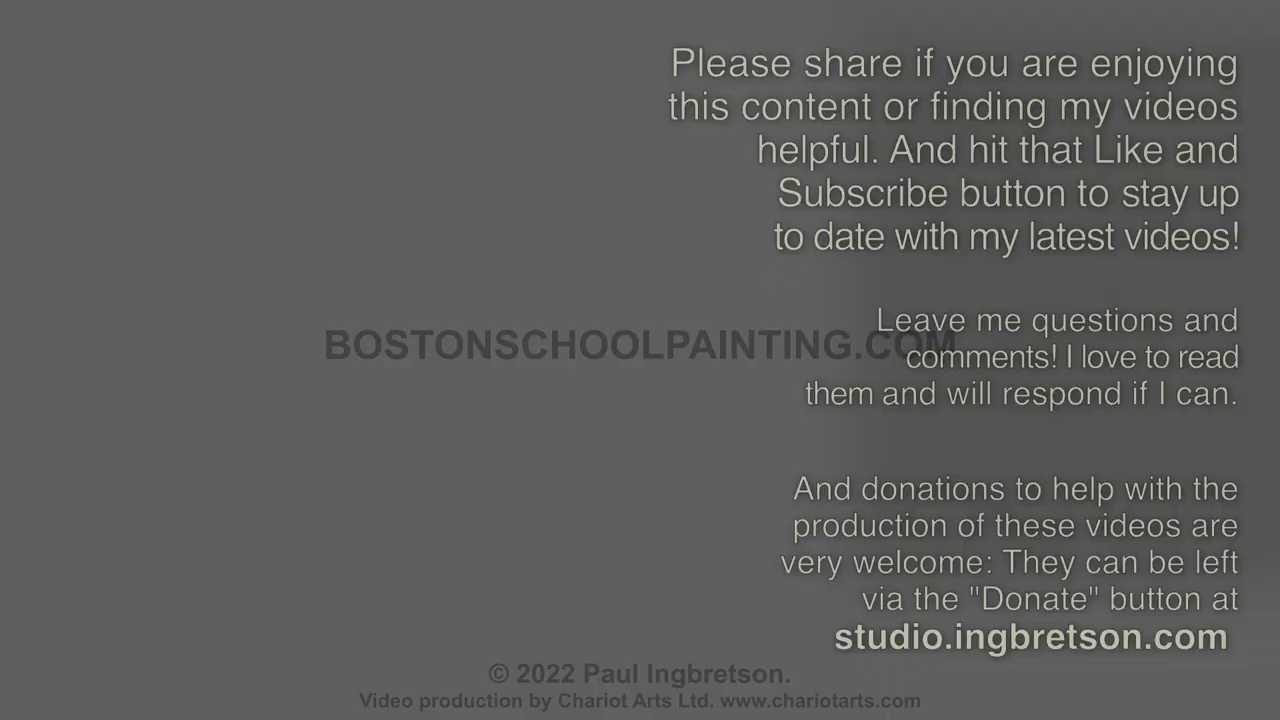 Please share if you are enjoying
this content or finding my videos
helpful. And hit that Like and
Subscribe button to stay up
to date with my latest videos!
BOSTONSCHOOLPAINTING.COM
Leave me questions and
comments! I love to read
them and will respond if I can.
And donations to help with the
production of these videos are
very welcome: They can be left
via the "Donate" button at
studio.ingbretson.com
© 2022 Paul Ingbretson.
Video production by Chariot Arts Ltd. www.chariotarts.com